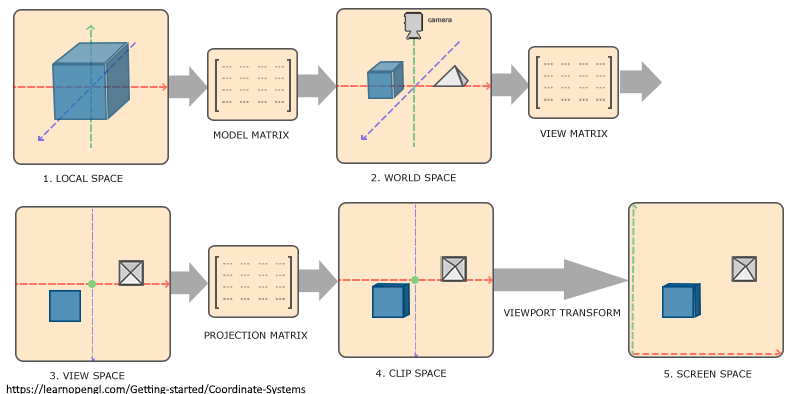 camera
MODEL MATRIX
VIEW MATRIX
1. LOCAL SPACE
2. WORLD SPACE
PROJECTION MATRIX
VIEWPORT TRANSFORM
3. VIEW SPACE
4. CLIP SPACE
5. SCREEN SPACE
https://learnopengl.com/Getting-started/Coordinate-Systems